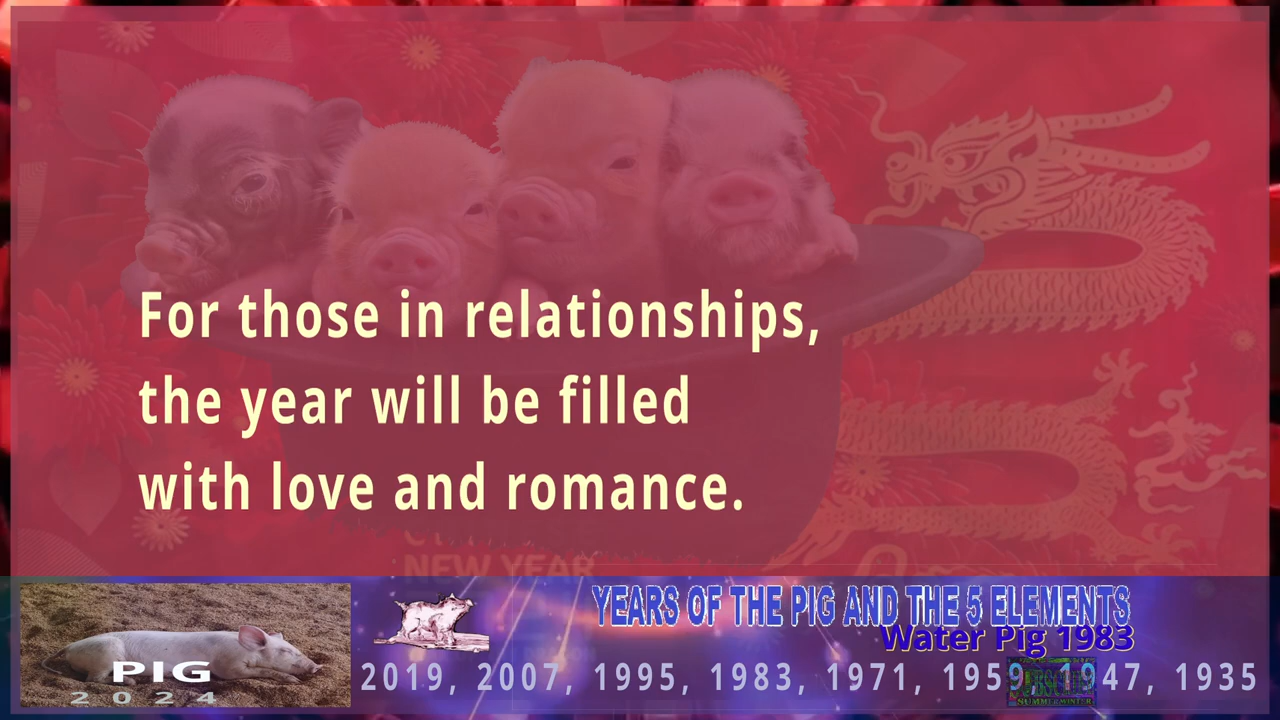 For those in relationships,
the year will be filled
with love and romance.
NEW YEAR
YEARS OF THE PIG AND THE 5 ELEMENTS
Water Pig 1983
PIG
2024
2019, 2007, 1995, 1983, 1971, 1959, 1947, 1935